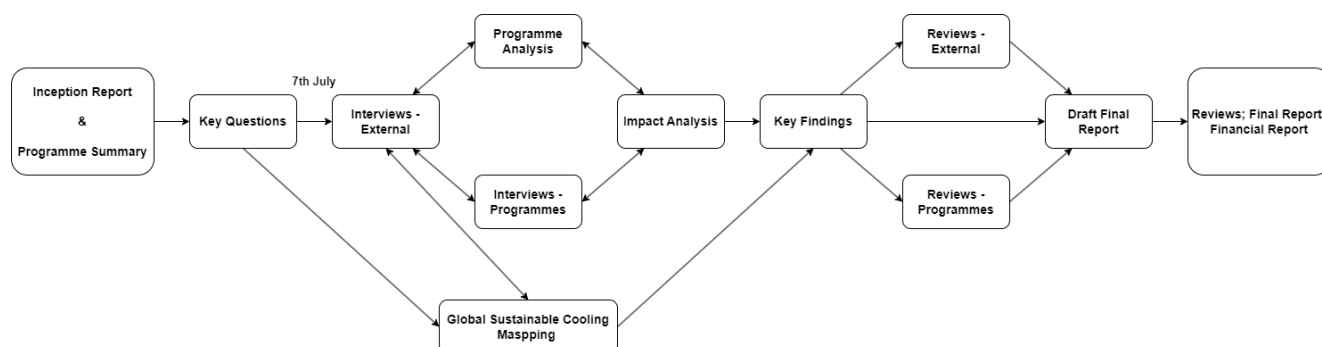 Inception Report
&
Programme Summary
Key Questions
7th July
Interviews -
External
Programme
Analysis
Interviews -
Programmes
Global Sustainable Cooling
Maspping
Impact Analysis
Key Findings
Reviews -
External
Reviews -
Programmes
Draft Final
Report
Reviews; Final Report
Financial Report